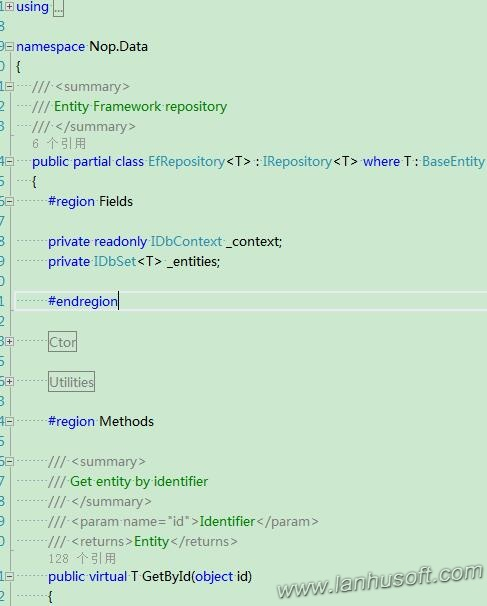 using ...
namespace Nop.Data
{
/// <summary>
/// Entity Framework repository
/// </summary>
6 个引用
public partial class EfRepository<T> : IRepository<T> where T : BaseEntity
{
#region Fields
private readonly IDbContext _context;
private IDbSet<T> _entities;
#endregion
Ctor
Utilities
#region Methods
/// <summary>
/// Get entity by identifier
/// </summary>
/// <param name="id">Identifier</param>
/// <returns>Entity</returns>
128 个引用
public virtual T GetById(object id)
{
www.lanhusoft.com